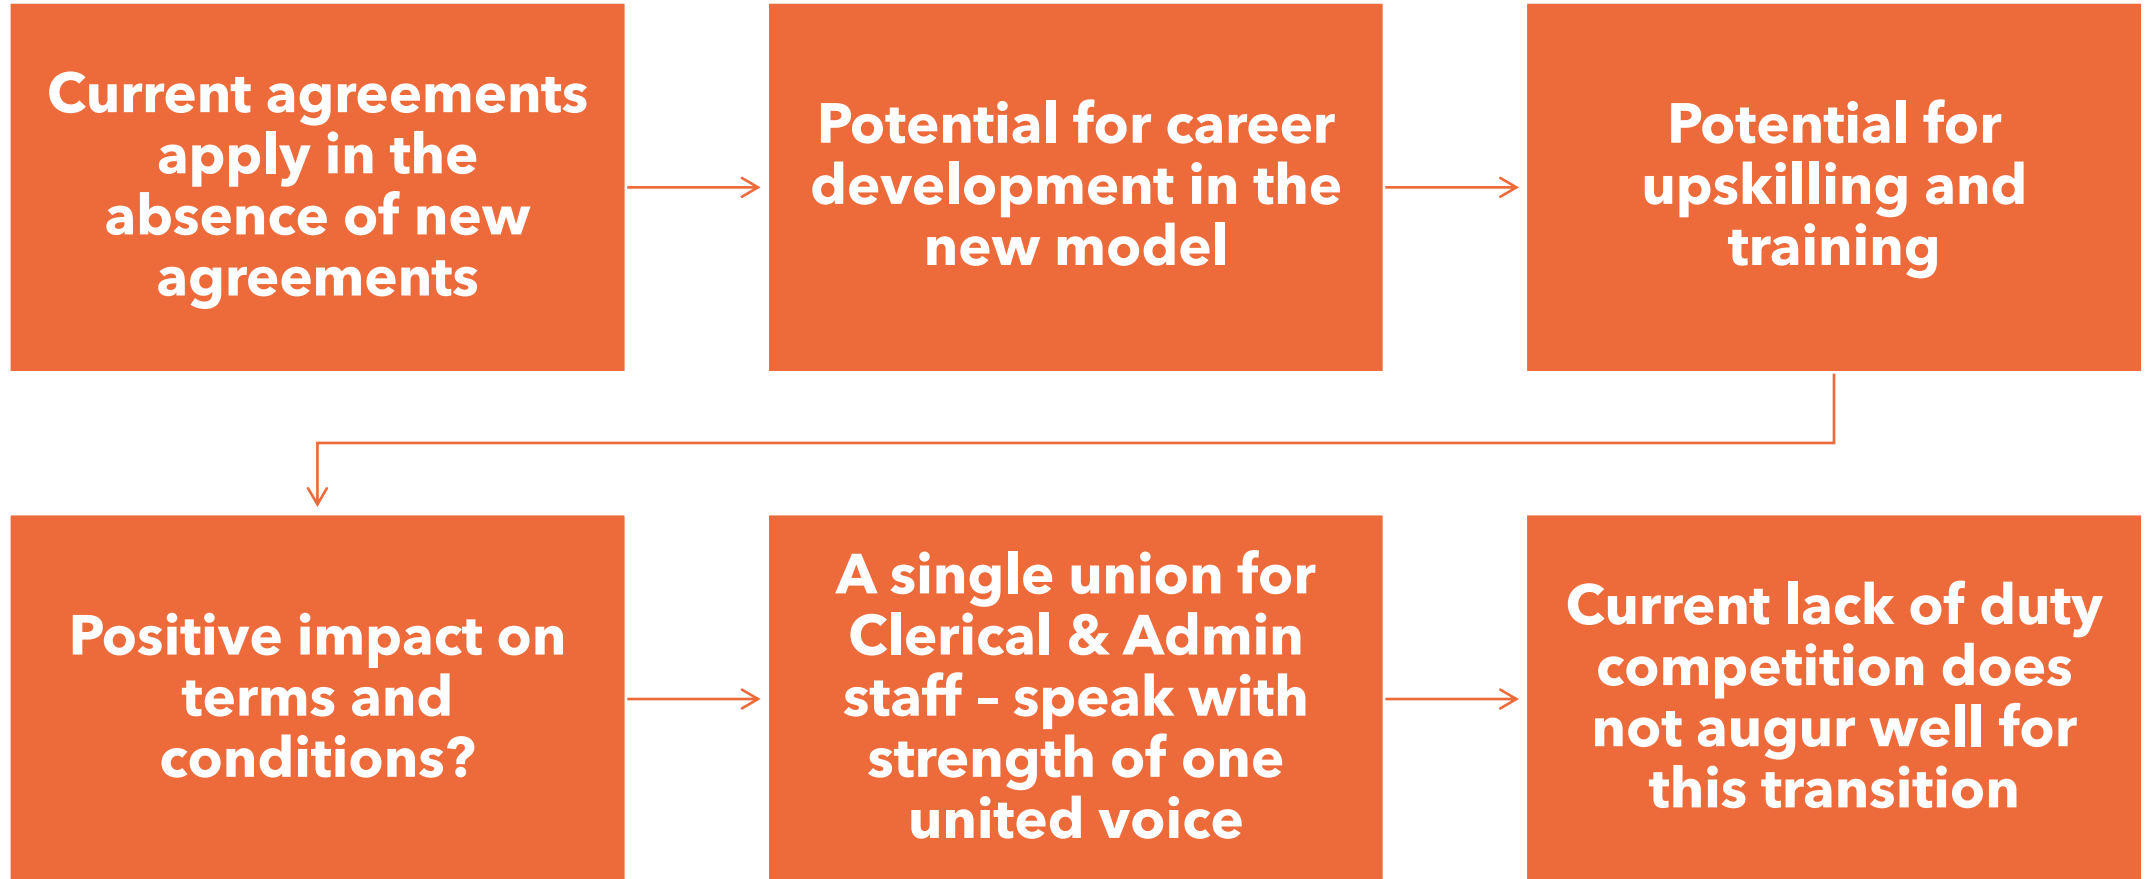 Current agreements
apply in the
absence of new
agreements
Potential for career
development in the
new model
Potential for
upskilling and
training
Positive impact on
terms and
conditions?
A single union for
Clerical & Admin
staff – speak with
strength of one
united voice
Current lack of duty
competition does
not augur well for
this transition